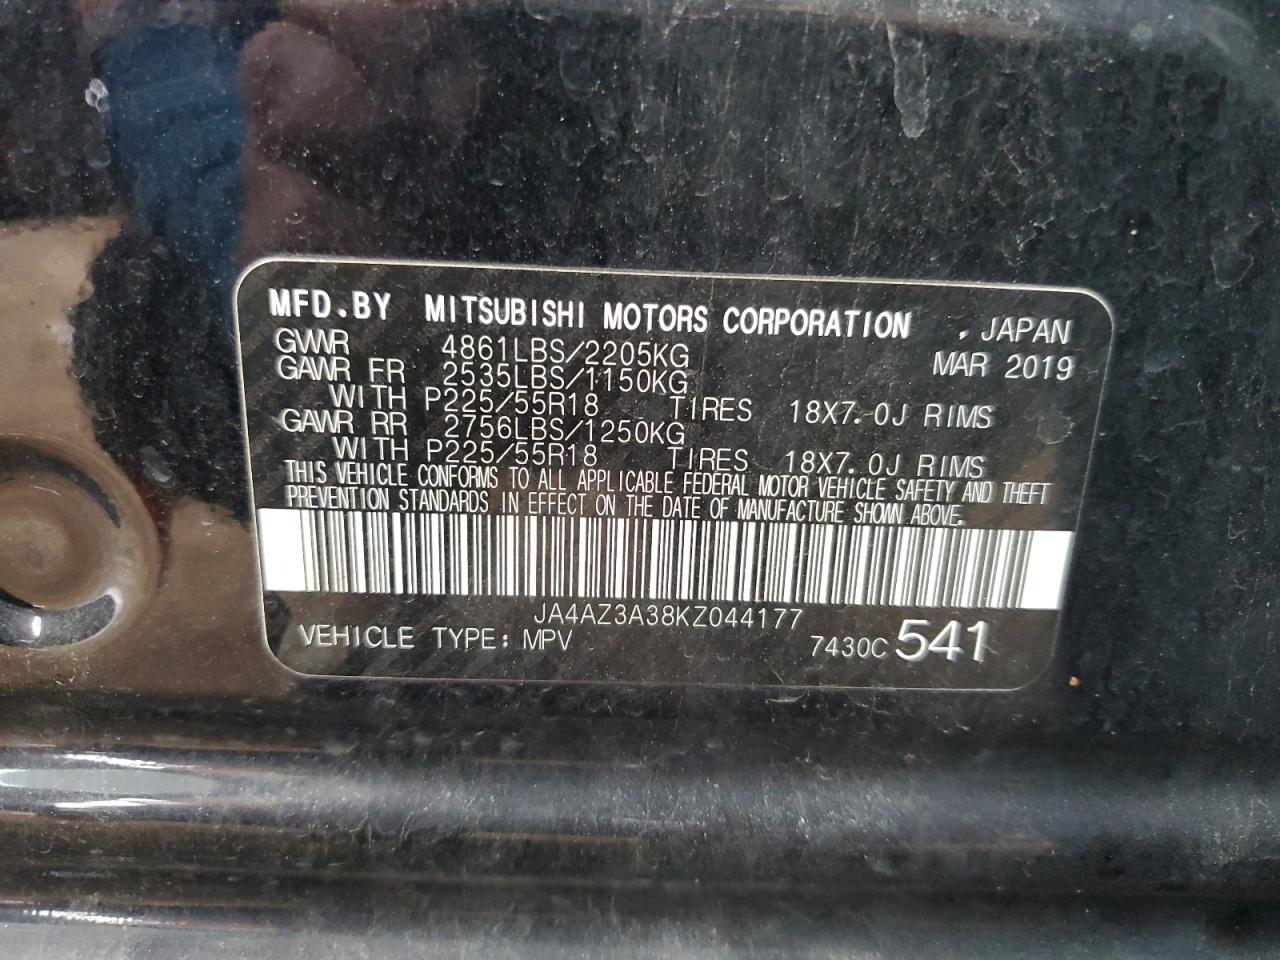 MFD.BY MITSUBISHI MOTORS CORPORATION , JAPAN
GVWR 4861LBS/2205KG MAR 2019
GAWR FR 2535LBS/1150KG
WITH P225/55R18 TIRES 18X7.0J RIMS
GAWR RR 2756LBS/1250KG
WITH P225/55R18 TIRES 18X7.0J RIMS
THIS VEHICLE CONFORMS TO ALL APPLICABLE FEDERAL MOTOR VEHICLE SAFETY AND THEFT
PREVENTION STANDARDS IN EFFECT ON THE DATE OF MANUFACTURE SHOWN ABOVE.
JA4AZ3A38KZ044177
VEHICLE TYPE: MPV 7430C 541